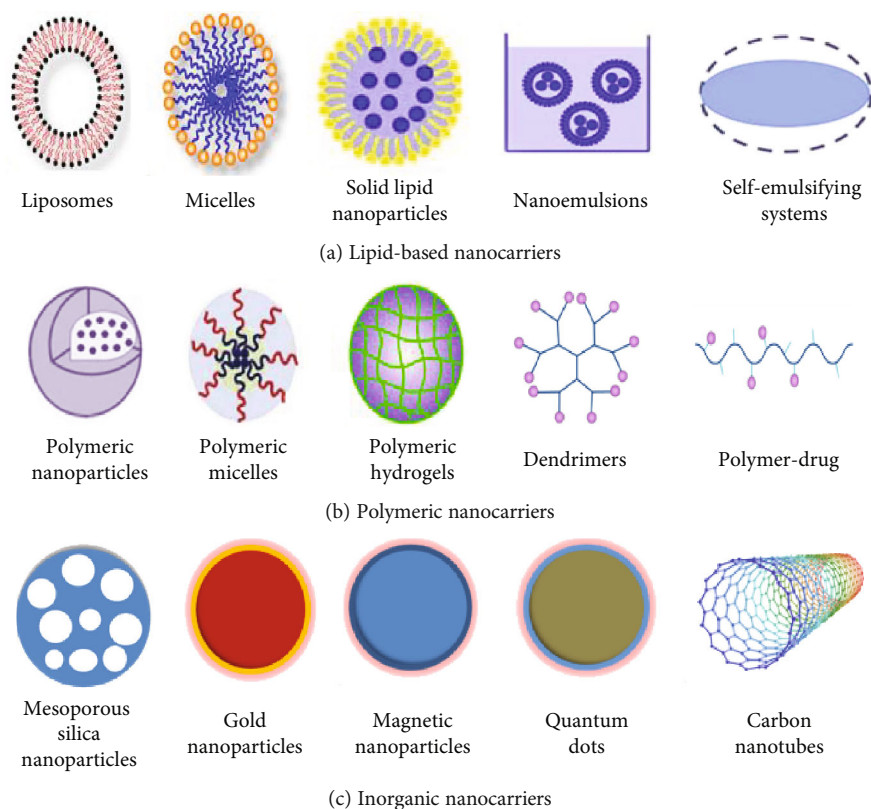 Liposomes
Micelles
Solid lipid
nanoparticles
Nanoemulsions
Self-emulsifying
systems
(a) Lipid-based nanocarriers
Polymeric
nanoparticles
Polymeric
micelles
Polymeric
hydrogels
Dendrimers
Polymer-drug
(b) Polymeric nanocarriers
Mesoporous
silica
nanoparticles
Gold
nanoparticles
Magnetic
nanoparticles
Quantum
dots
Carbon
nanotubes
(c) Inorganic nanocarriers